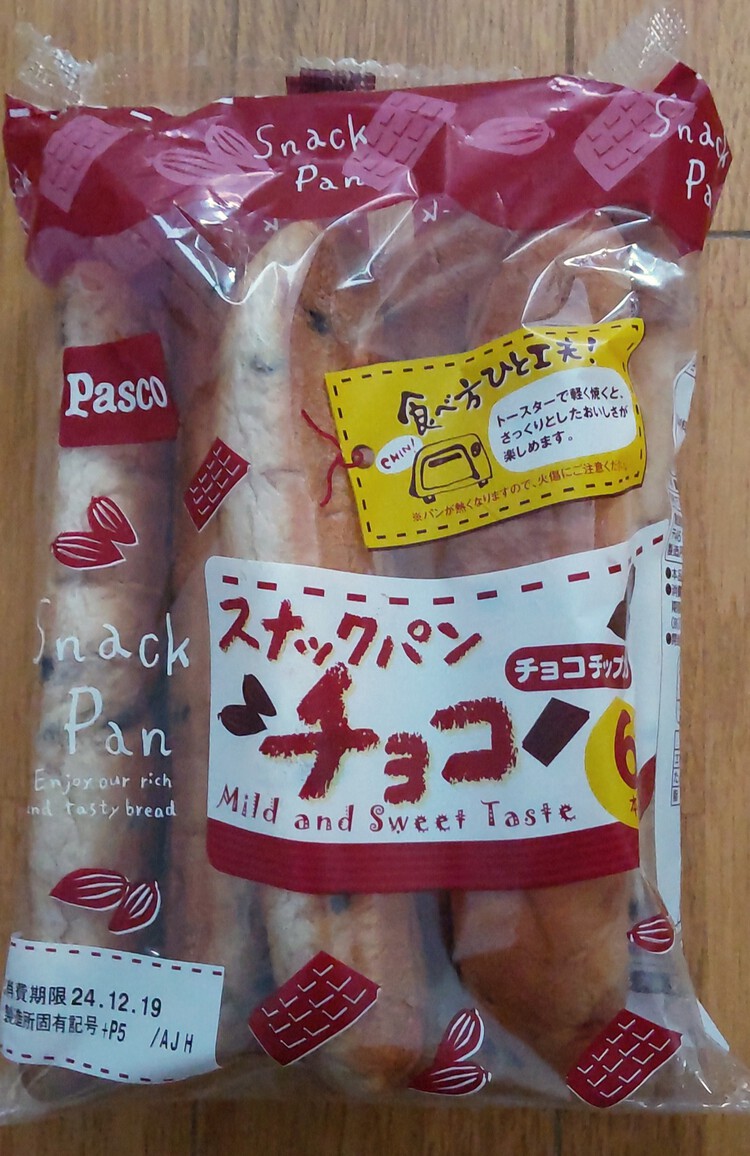 Snack
Pan
Snack
Pa
Pasco
食べ方ひと工夫!
CHIN!
トースターで軽く焼くと、
さっくりとしたおいしさが
楽しめます。
※パンが熱くなりますので、火傷にご注意くだ
スナックパン
チョコチップ
チョコ
6
本
Mild and Sweet Taste
Snack
Pan
Enjoy our rich
and tasty bread
消費期限24.12.19
製造所固有記号+P5 /AJH